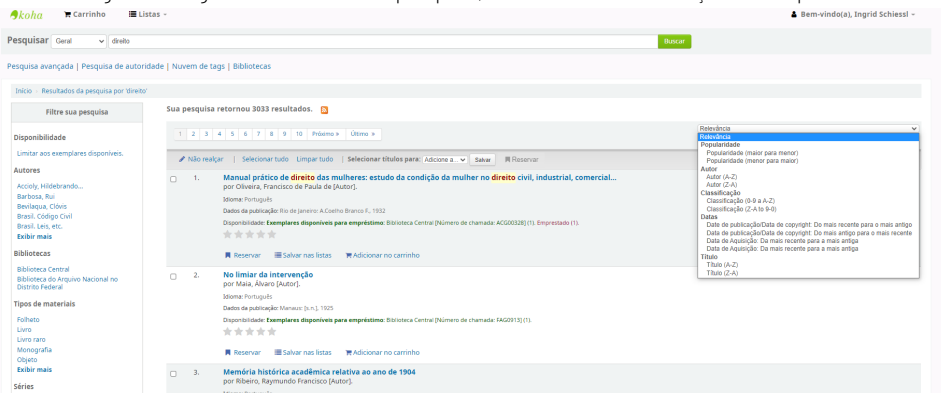 koha Carrinho Listas Bem-vindo(a), Ingrid Schiessl
Pesquisar Geral direito Buscar
Pesquisa avançada | Pesquisa de autoridade | Nuvem de tags | Bibliotecas
Início Resultados da pesquisa por 'direito'
Filtre sua pesquisa
Disponibilidade
Limitar aos exemplares disponíveis.
Autores
Accioly, Hildebrando...
Barbosa, Rui
Bevilaqua, Clóvis
Brasil. Código Civil
Brasil. Leis, etc.
Exibir mais
Bibliotecas
Biblioteca Central
Biblioteca do Arquivo Nacional no
Distrito Federal
Tipos de materiais
Folheto
Livro
Livro raro
Monografia
Objeto
Exibir mais
Séries
Sua pesquisa retornou 3033 resultados.
1 2 3 4 5 6 7 8 9 10 Próximo » Último »
Não realçar | Selecionar tudo Limpar tudo | Selecionar títulos para: Adicione a... Salvar Reservar
1. Manual prático de direito das mulheres: estudo da condição da mulher no direito civil, industrial, comercial...
por Oliveira, Francisco de Paula de [Autor].
Idioma: Português
Dados da publicação: Rio de Janeiro: A.Coelho Branco F., 1932
Disponibilidade: Exemplares disponíveis para empréstimo: Biblioteca Central [Número de chamada: ACG00328] (1). Emprestado (1).
Reservar Salvar nas listas Adicionar no carrinho
2. No limiar da intervenção
por Maia, Álvaro [Autor].
Idioma: Português
Dados da publicação: Manaus: [s.n.], 1925
Disponibilidade: Exemplares disponíveis para empréstimo: Biblioteca Central [Número de chamada: FAG0913] (1).
Reservar Salvar nas listas Adicionar no carrinho
3. Memória histórica acadêmica relativa ao ano de 1904
por Ribeiro, Raymundo Francisco [Autor].
Relevância
Relevância
Popularidade
Popularidade (maior para menor)
Popularidade (menor para maior)
Autor
Autor (A-Z)
Autor (Z-A)
Classificação
Classificação (0-9 a A-Z)
Classificação (Z-A to 9-0)
Datas
Date de publicação/Data de copyright: Do mais recente para o mais antigo
Date de publicação/Data de copyright: Do mais antigo para o mais recente
Data de Aquisição: Da mais recente para a mais antiga
Data de Aquisição: Da mais recente para a mais antiga
Título
Título (A-Z)
Título (Z-A)